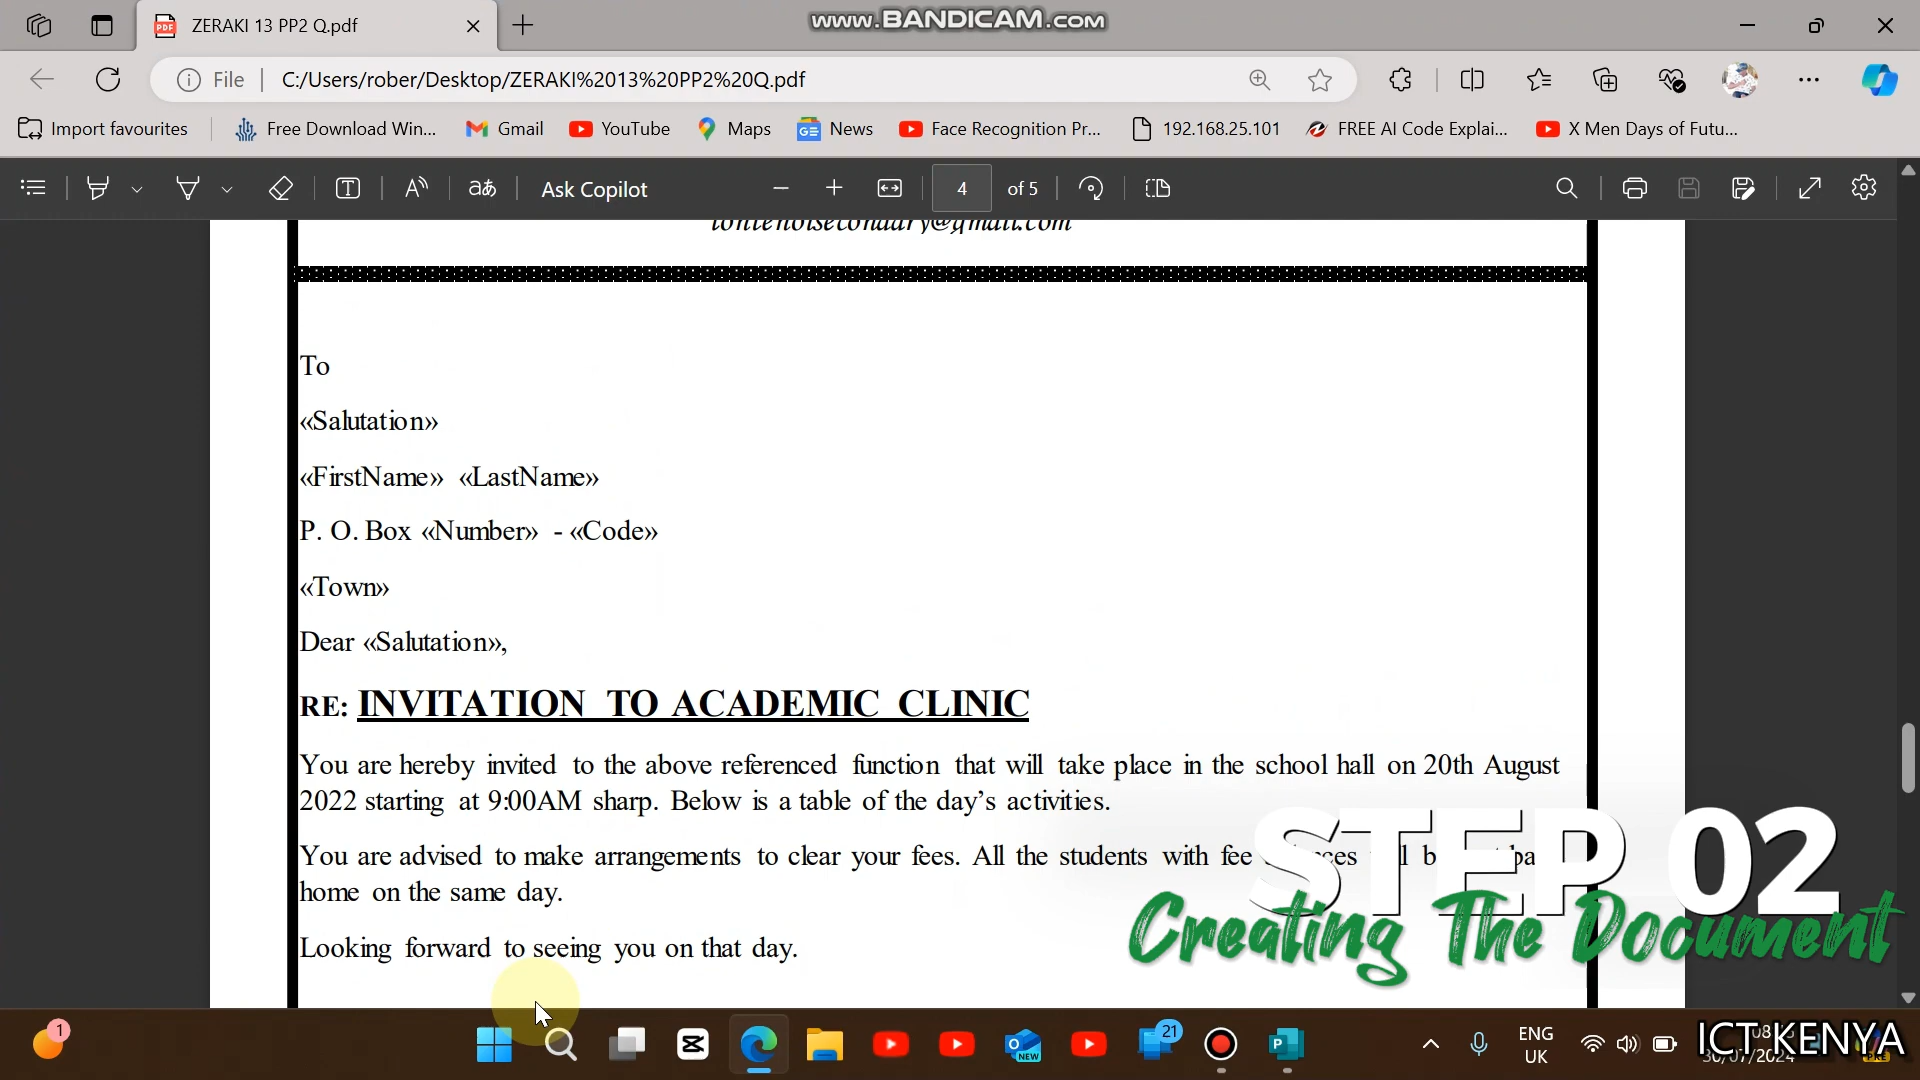 ZERAKI 13 PP2 Q.pdf
www.BANDICAM.com
File
C:/Users/rober/Desktop/ZERAKI%2013%20PP2%20Q.pdf
Import favourites
Free Download Win...
Gmail
YouTube
Maps
News
Face Recognition Pr...
192.168.25.101
FREE AI Code Explai...
X Men Days of Futu...
Ask Copilot
4 of 5
To
«Salutation»
«FirstName» «LastName»
P. O. Box «Number» - «Code»
«Town»
Dear «Salutation»,
RE: INVITATION TO ACADEMIC CLINIC
You are hereby invited to the above referenced function that will take place in the school hall on 20th August
2022 starting at 9:00AM sharp. Below is a table of the day's activities.
You are advised to make arrangements to clear your fees. All the students with fee
home on the same day.
Looking forward to seeing you on that day.
STEP 02
Creating The Document
1
21
NEW
ENG
UK
30/07/2024
ICT KENYA